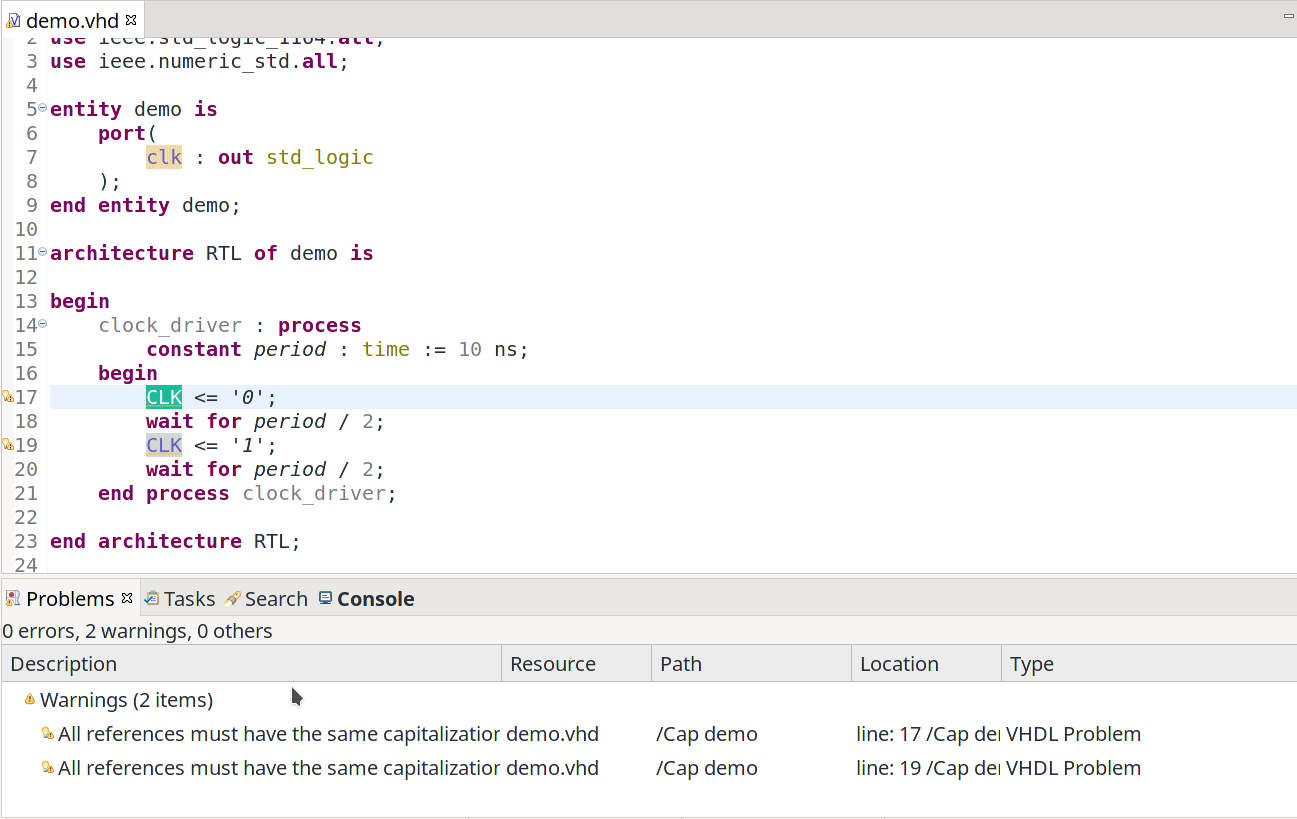 demo.vhd
2 use ieee.std_logic_1164.all;
3 use ieee.numeric_std.all;
4
5 entity demo is
6     port(
7         clk : out std_logic
8     );
9 end entity demo;
10
11 architecture RTL of demo is
12
13 begin
14     clock_driver : process
15         constant period : time := 10 ns;
16     begin
17         CLK <= '0';
18         wait for period / 2;
19         CLK <= '1';
20         wait for period / 2;
21     end process clock_driver;
22
23 end architecture RTL;
24
Problems Tasks Search Console
0 errors, 2 warnings, 0 others
Description Resource Path Location Type
Warnings (2 items)
All references must have the same capitalization demo.vhd /Cap demo line: 17 /Cap der VHDL Problem
All references must have the same capitalization demo.vhd /Cap demo line: 19 /Cap der VHDL Problem